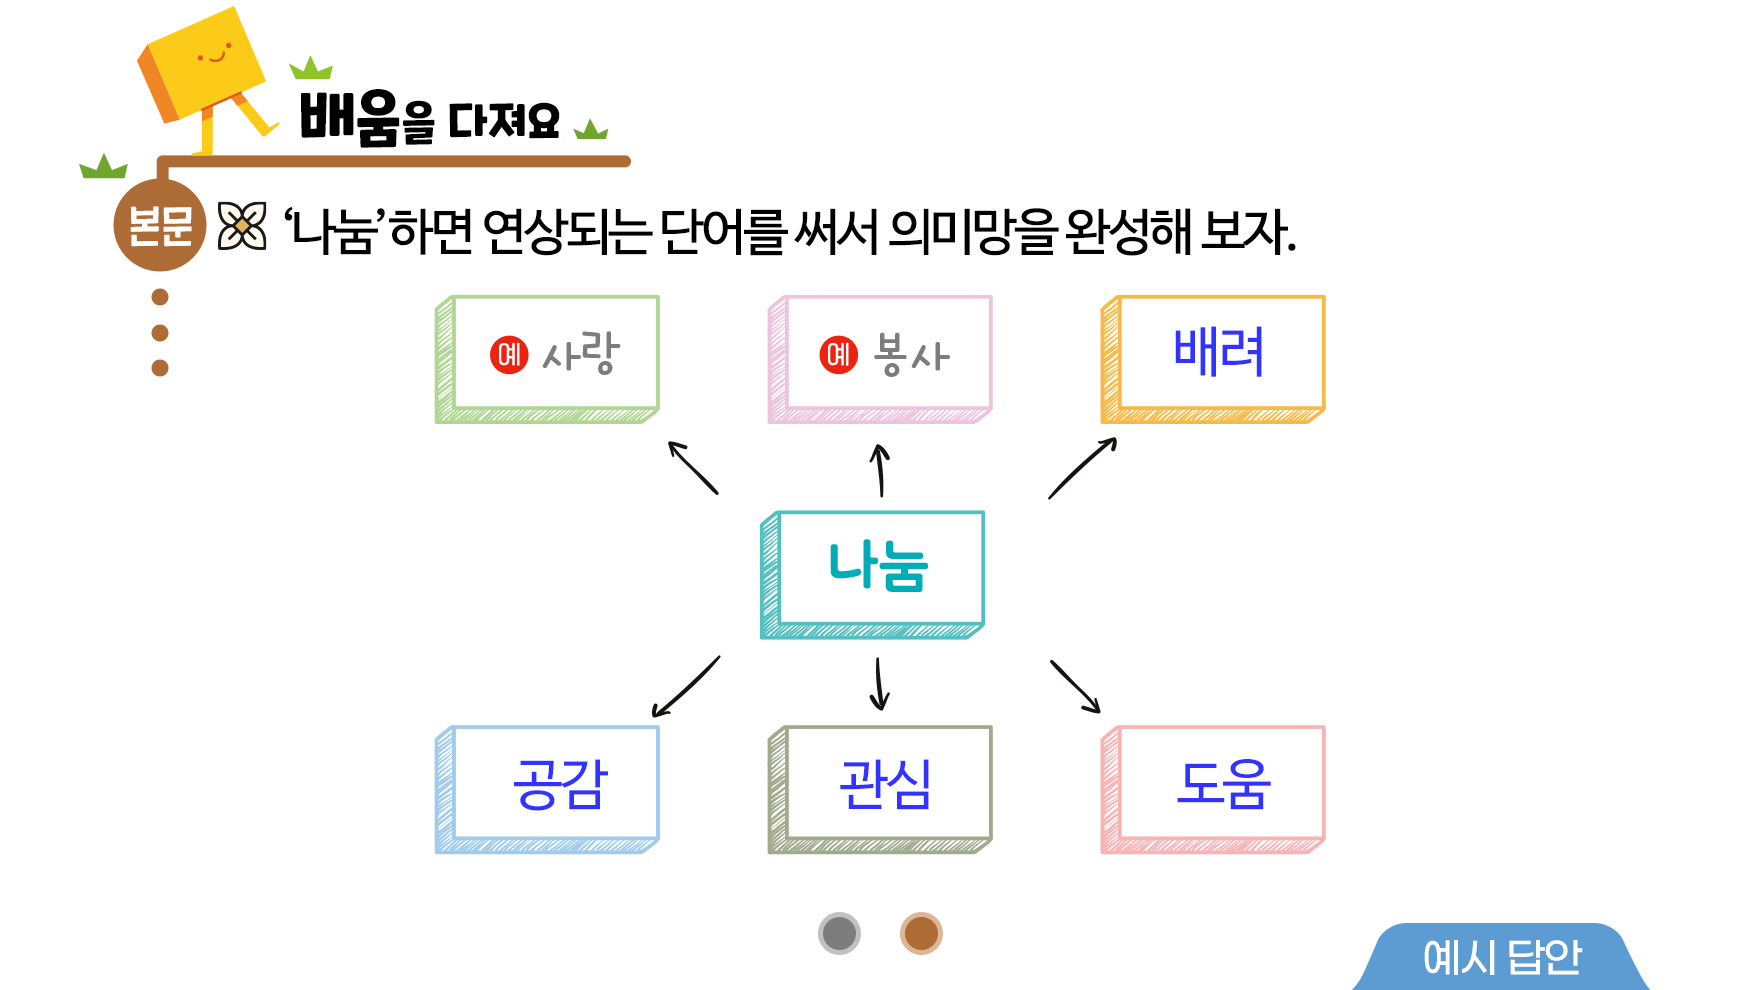 배움을 다져요
본문 ‘나눔’ 하면 연상되는 단어를 써서 의미망을 완성해 보자.
예 사랑
예 봉사
배려
나눔
공감
관심
도움
예시 답안